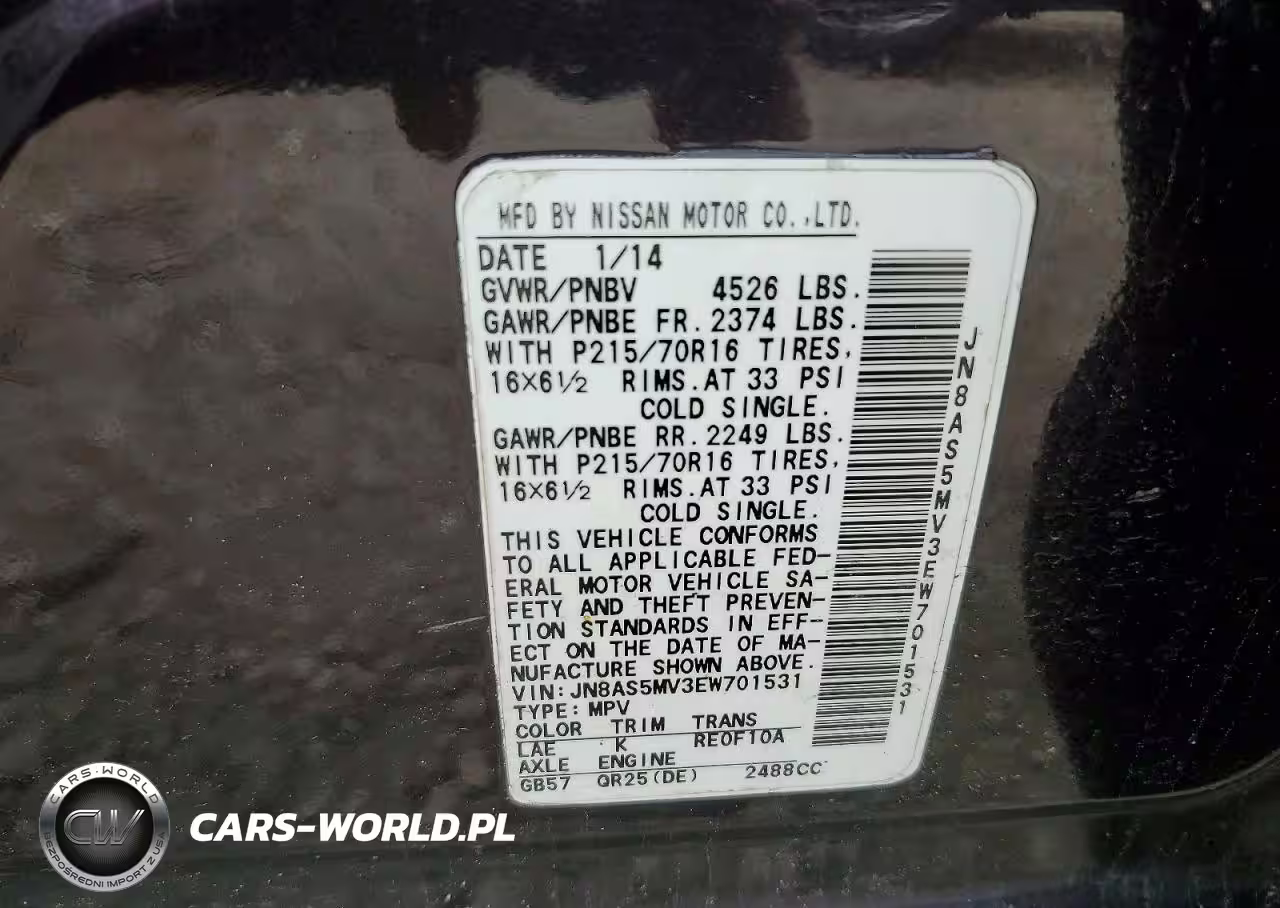 MFD BY NISSAN MOTOR CO.,LTD.
DATE 1/14
GVWR/PNBV 4526 LBS.
GAWR/PNBE FR.2374 LBS.
WITH P215/70R16 TIRES,
16×6½ RIMS.AT 33 PSI
COLD SINGLE.
GAWR/PNBE RR.2249 LBS.
WITH P215/70R16 TIRES,
16×6½ RIMS.AT 33 PSI
COLD SINGLE.
THIS VEHICLE CONFORMS
TO ALL APPLICABLE FED-
ERAL MOTOR VEHICLE SA-
FETY AND THEFT PREVEN-
TION STANDARDS IN EFF-
ECT ON THE DATE OF MA-
NUFACTURE SHOWN ABOVE.
VIN:JN8AS5MV3EW701531
TYPE:MPV
COLOR TRIM TRANS
LAE K RE0F10A
AXLE ENGINE
GB57 QR25(DE) 2488CC
JN8AS5MV3EW701531
CARS-WORLD
CW
BEZPOŚREDNI IMPORT Z USA
CARS-WORLD.PL